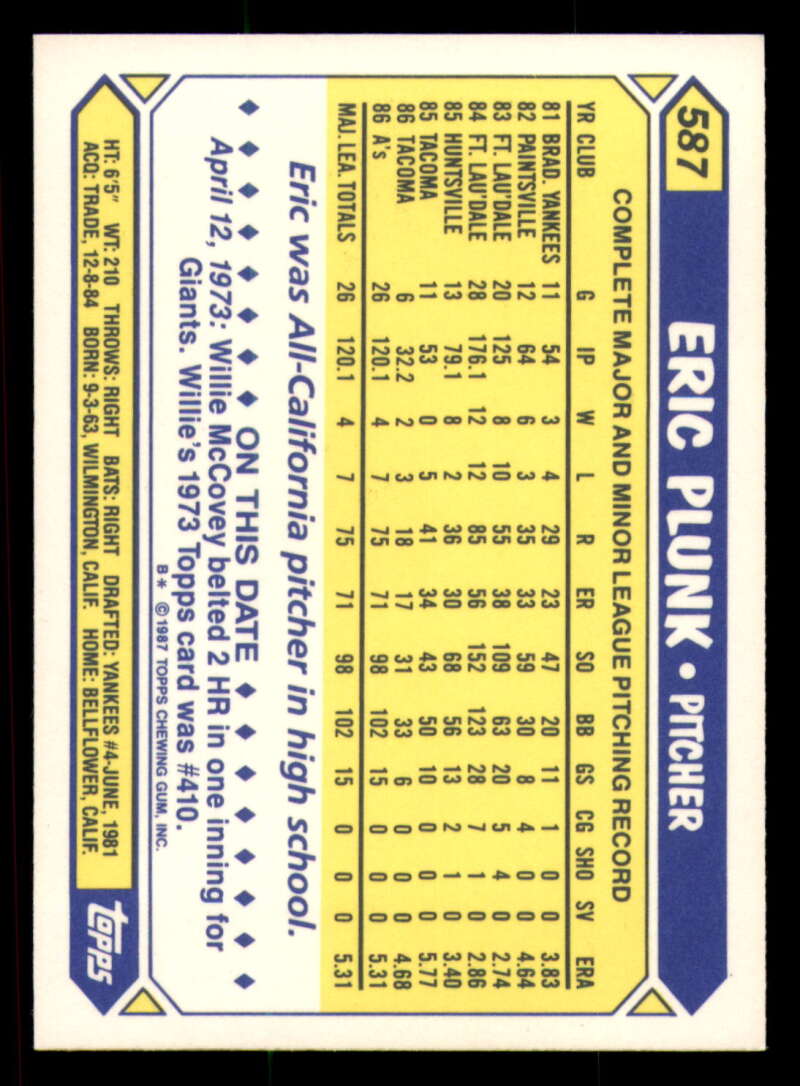 587
ERIC PLUNK • PITCHER
COMPLETE MAJOR AND MINOR LEAGUE PITCHING RECORD
YR CLUB G IP W L R ER SO BB GS CG SHO SV ERA
81 BRAD. YANKEES 11 54 3 4 29 23 47 20 11 1 0 0 3.83
82 PAINTSVILLE 12 64 6 3 35 33 59 30 8 4 0 0 4.64
83 FT. LAU'DALE 20 125 8 10 55 38 109 63 20 5 4 0 2.74
84 FT. LAU'DALE 28 176.1 12 12 85 56 152 123 28 7 1 0 2.86
85 HUNTSVILLE 13 79.1 8 2 36 30 68 56 13 2 1 0 3.40
85 TACOMA 11 53 0 5 41 34 43 50 10 0 0 0 5.77
86 TACOMA 6 32.2 2 3 18 17 31 33 6 0 0 0 4.68
86 A's 26 120.1 4 7 75 71 98 102 15 0 0 0 5.31
MAJ. LEA. TOTALS 26 120.1 4 7 75 71 98 102 15 0 0 0 5.31
Eric was All-California pitcher in high school.
♦ ♦ ♦ ♦ ♦ ♦ ♦ ♦ ON THIS DATE ♦ ♦ ♦ ♦ ♦ ♦ ♦ ♦
April 12, 1973: Willie McCovey belted 2 HR in one inning for
Giants. Willie's 1973 Topps card was #410.
B* ©1987 TOPPS CHEWING GUM, INC.
HT: 6'5" WT: 210 THROWS: RIGHT BATS: RIGHT DRAFTED: YANKEES #4-JUNE, 1981
ACQ: TRADE, 12-8-84 BORN: 9-3-63, WILMINGTON, CALIF. HOME: BELLFLOWER, CALIF.
TOPPS